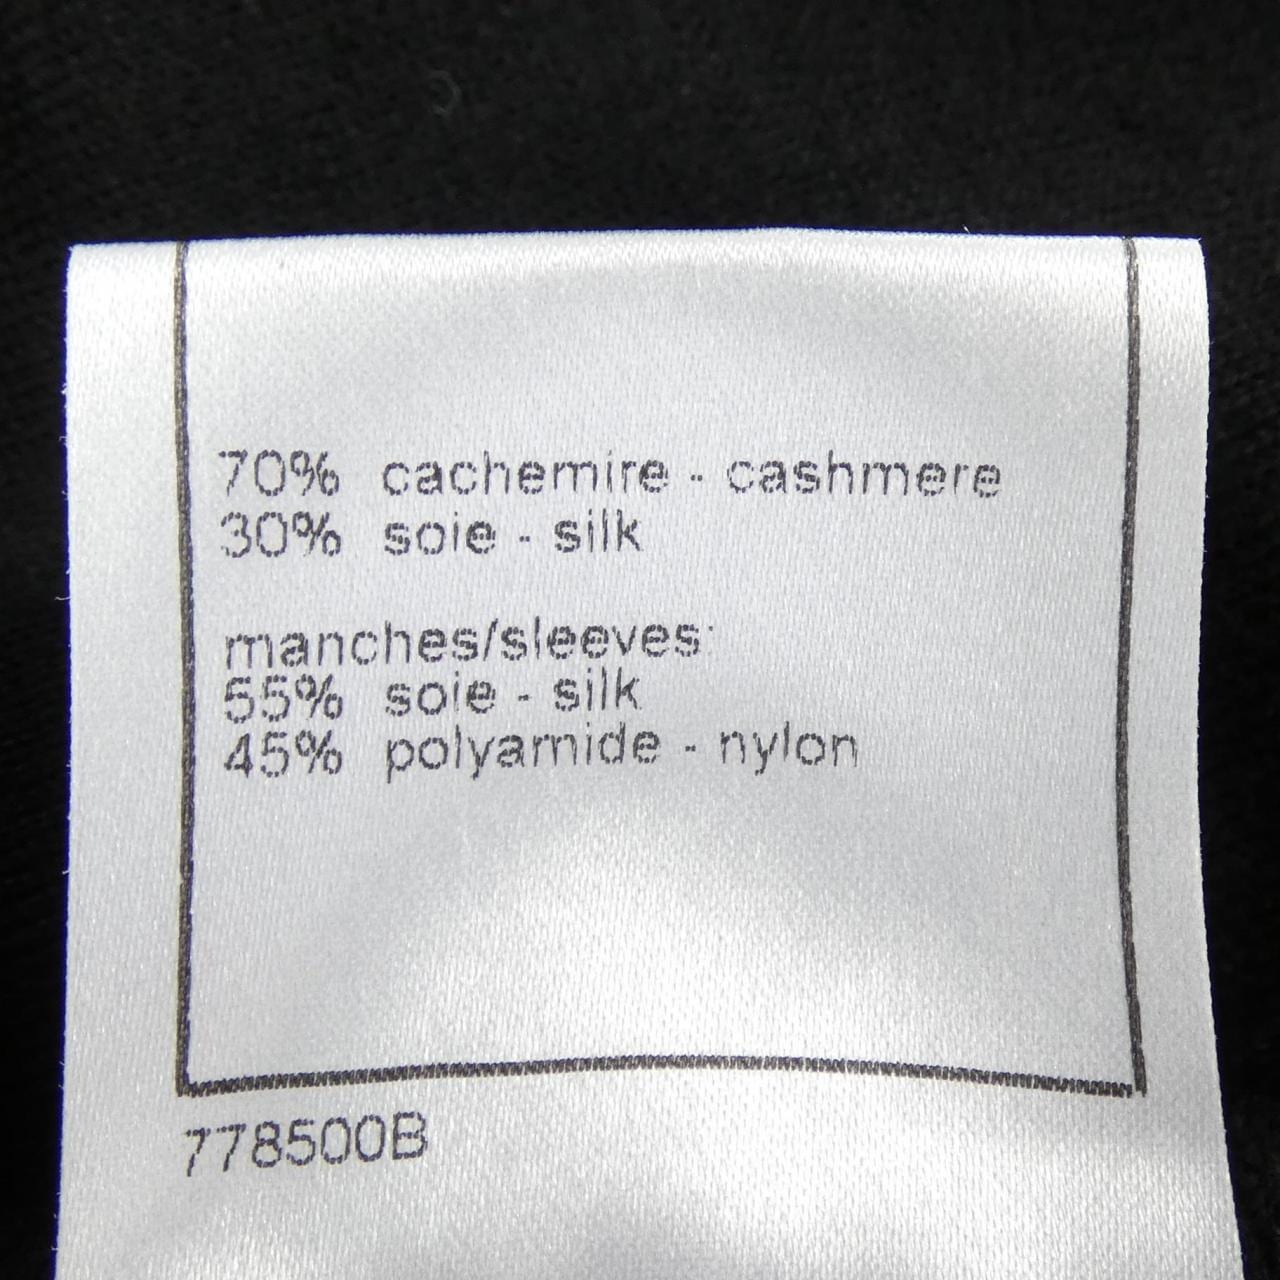 70% cachemire - cashmere
30% soie - silk
manches/sleeves:
55% soie - silk
45% polyamide - nylon
778500B